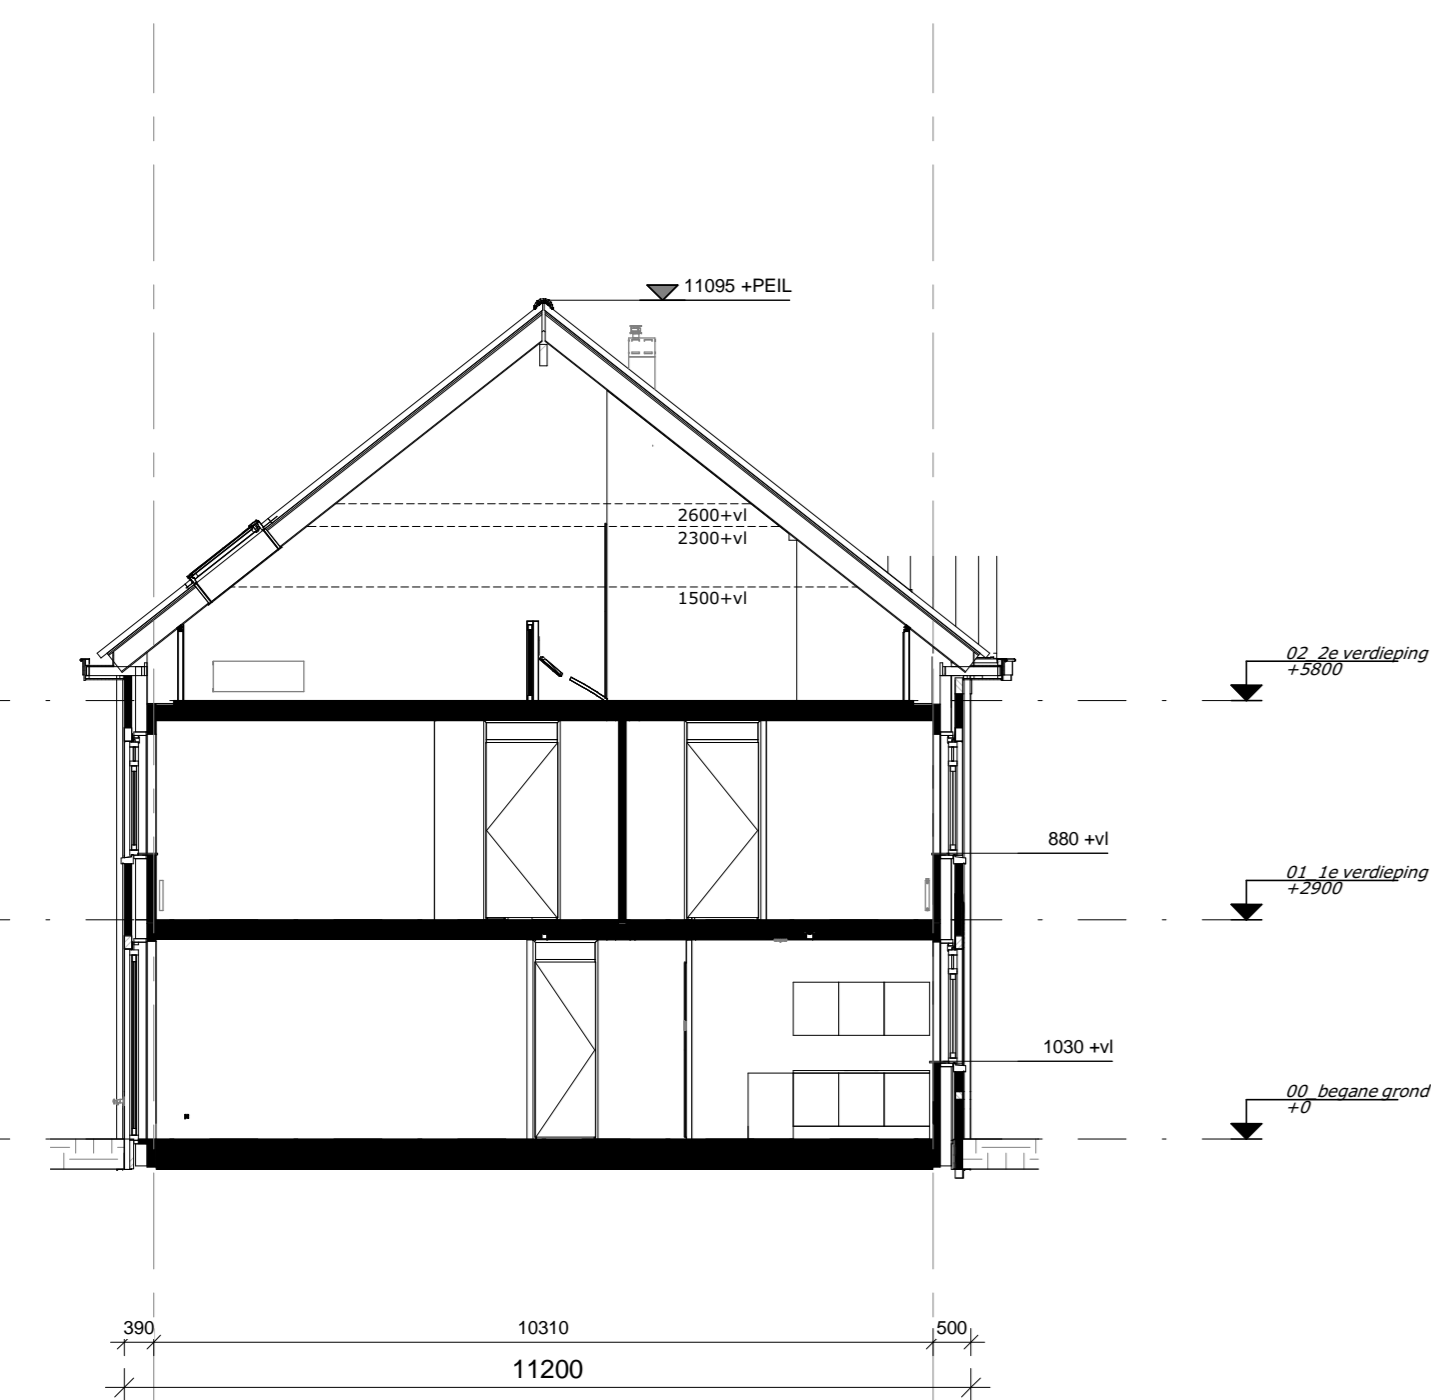 11095 +PEIL
2600+vl
2300+vl
1500+vl
02_2e verdieping
+5800
880 +vl
01_1e verdieping
+2900
1030 +vl
00_begane grond
+0
390
10310
500
11200